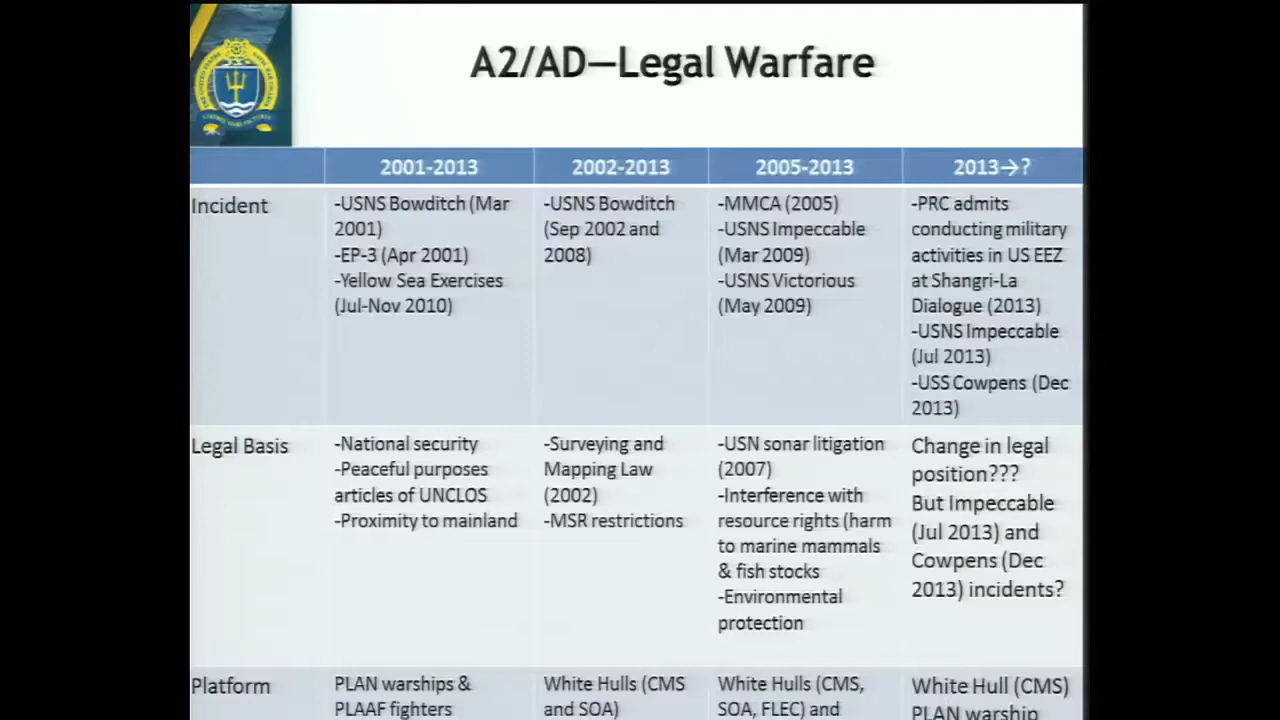 A2/AD—Legal Warfare
2001-2013
2002-2013
2005-2013
2013→?
Incident
-USNS Bowditch (Mar
2001)
-EP-3 (Apr 2001)
-Yellow Sea Exercises
(Jul-Nov 2010)
-USNS Bowditch
(Sep 2002 and
2008)
-MMCA (2005)
-USNS Impeccable
(Mar 2009)
-USNS Victorious
(May 2009)
-PRC admits
conducting military
activities in US EEZ
at Shangri-La
Dialogue (2013)
-USNS Impeccable
(Jul 2013)
-USS Cowpens (Dec
2013)
Legal Basis
-National security
-Peaceful purposes
articles of UNCLOS
-Proximity to mainland
-Surveying and
Mapping Law
(2002)
-MSR restrictions
-USN sonar litigation
(2007)
-Interference with
resource rights (harm
to marine mammals
& fish stocks
-Environmental
protection
Change in legal
position???
But Impeccable
(Jul 2013) and
Cowpens (Dec
2013) incidents?
Platform
PLAN warships &
PLAAF fighters
White Hulls (CMS
and SOA)
White Hulls (CMS,
SOA, FLEC) and
White Hull (CMS)
PLAN warship